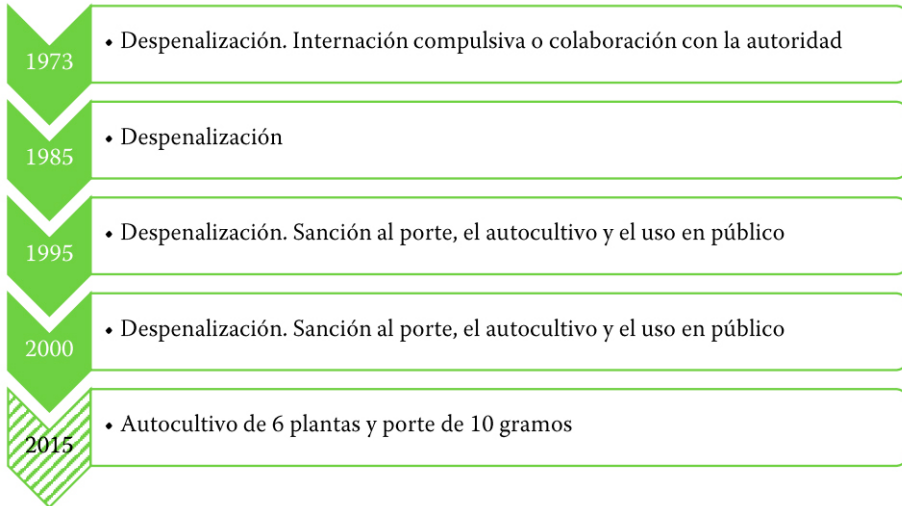 1973
• Despenalización. Internación compulsiva o colaboración con la autoridad
1985
• Despenalización
1995
• Despenalización. Sanción al porte, el autocultivo y el uso en público
2000
• Despenalización. Sanción al porte, el autocultivo y el uso en público
2015
• Autocultivo de 6 plantas y porte de 10 gramos